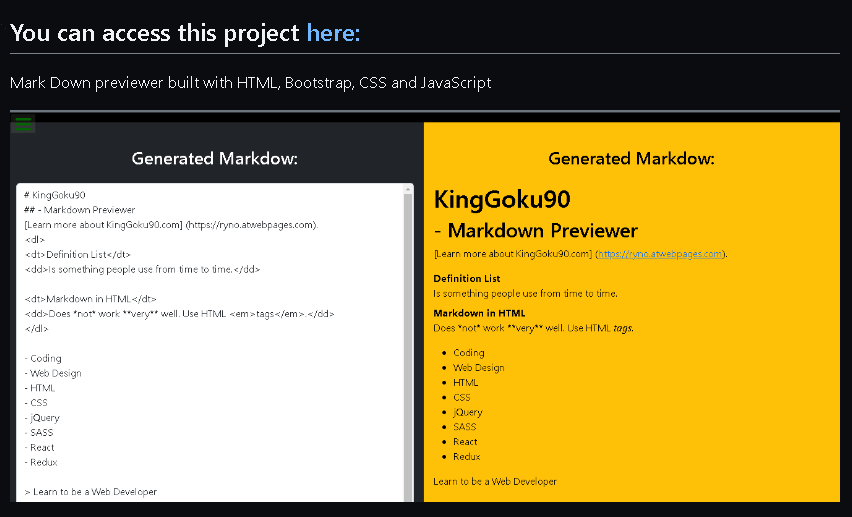 You can access this project here:
Mark Down previewer built with HTML, Bootstrap, CSS and JavaScript
Generated Markdow:
# KingGoku90
## - Markdown Previewer
[Learn more about KingGoku90.com] (https://ryno.atwebpages.com).
<dl>
<dt>Definition List</dt>
<dd>Is something people use from time to time.</dd>
<dt>Markdown in HTML</dt>
<dd>Does *not* work **very** well. Use HTML <em>tags</em>.</dd>
</dl>
- Coding
- Web Design
- HTML
- CSS
- jQuery
- SASS
- React
- Redux
> Learn to be a Web Developer
Generated Markdow:
KingGoku90
- Markdown Previewer
[Learn more about KingGoku90.com] (https://ryno.atwebpages.com).
Definition List
Is something people use from time to time.
Markdown in HTML
Does *not* work **very** well. Use HTML tags.
• Coding
• Web Design
• HTML
• CSS
• jQuery
• SASS
• React
• Redux
Learn to be a Web Developer